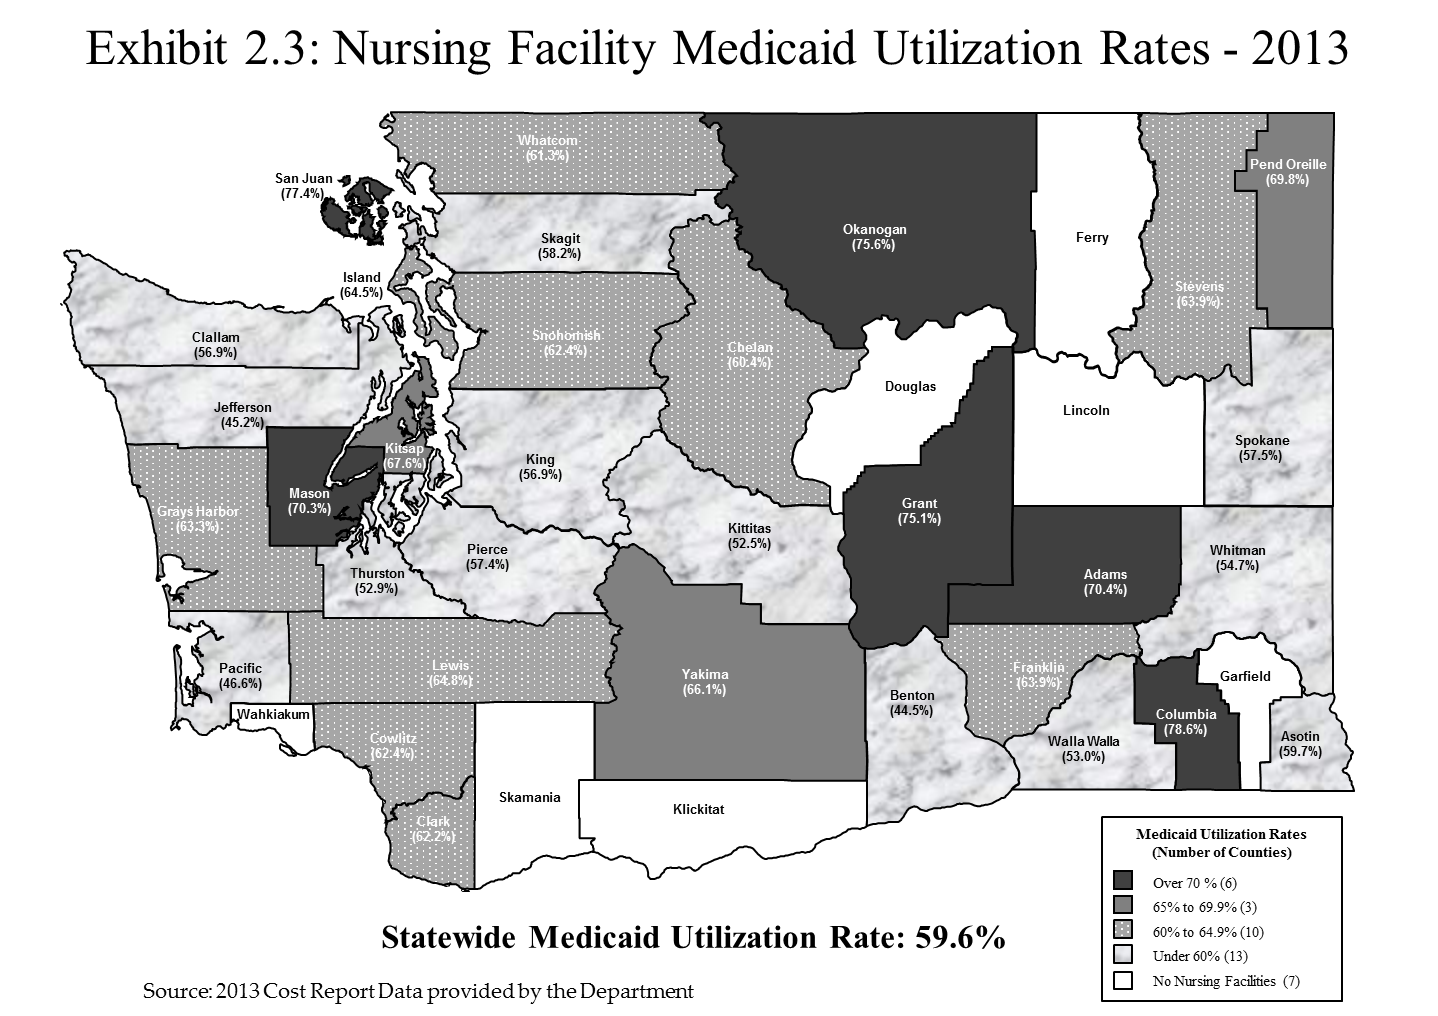 Exhibit 2.3: Nursing Facility Medicaid Utilization Rates - 2013
Whatcom
(61.3%)
San Juan
(77.4%)
Pend Oreille
(69.8%)
Okanogan
(75.6%)
Ferry
Skagit
(58.2%)
Island
(64.5%)
Stevens
(63.9%)
Clallam
(56.9%)
Snohomish
(62.4%)
Chelan
(60.4%)
Douglas
Jefferson
(45.2%)
Lincoln
Kitsap
(67.6%)
King
(56.9%)
Spokane
(57.5%)
Mason
(70.3%)
Grays Harbor
(63.3%)
Grant
(75.1%)
Kittitas
(52.5%)
Pierce
(57.4%)
Whitman
(54.7%)
Thurston
(52.9%)
Adams
(70.4%)
Pacific
(46.6%)
Lewis
(64.8%)
Yakima
(66.1%)
Franklin
(63.9%)
Garfield
Benton
(44.5%)
Wahkiakum
Columbia
(78.6%)
Cowlitz
(62.4%)
Walla Walla
(53.0%)
Asotin
(59.7%)
Skamania
Klickitat
Clark
(62.2%)
Medicaid Utilization Rates
(Number of Counties)
Over 70 % (6)
65% to 69.9% (3)
60% to 64.9% (10)
Under 60% (13)
No Nursing Facilities (7)
Statewide Medicaid Utilization Rate: 59.6%
Source: 2013 Cost Report Data provided by the Department